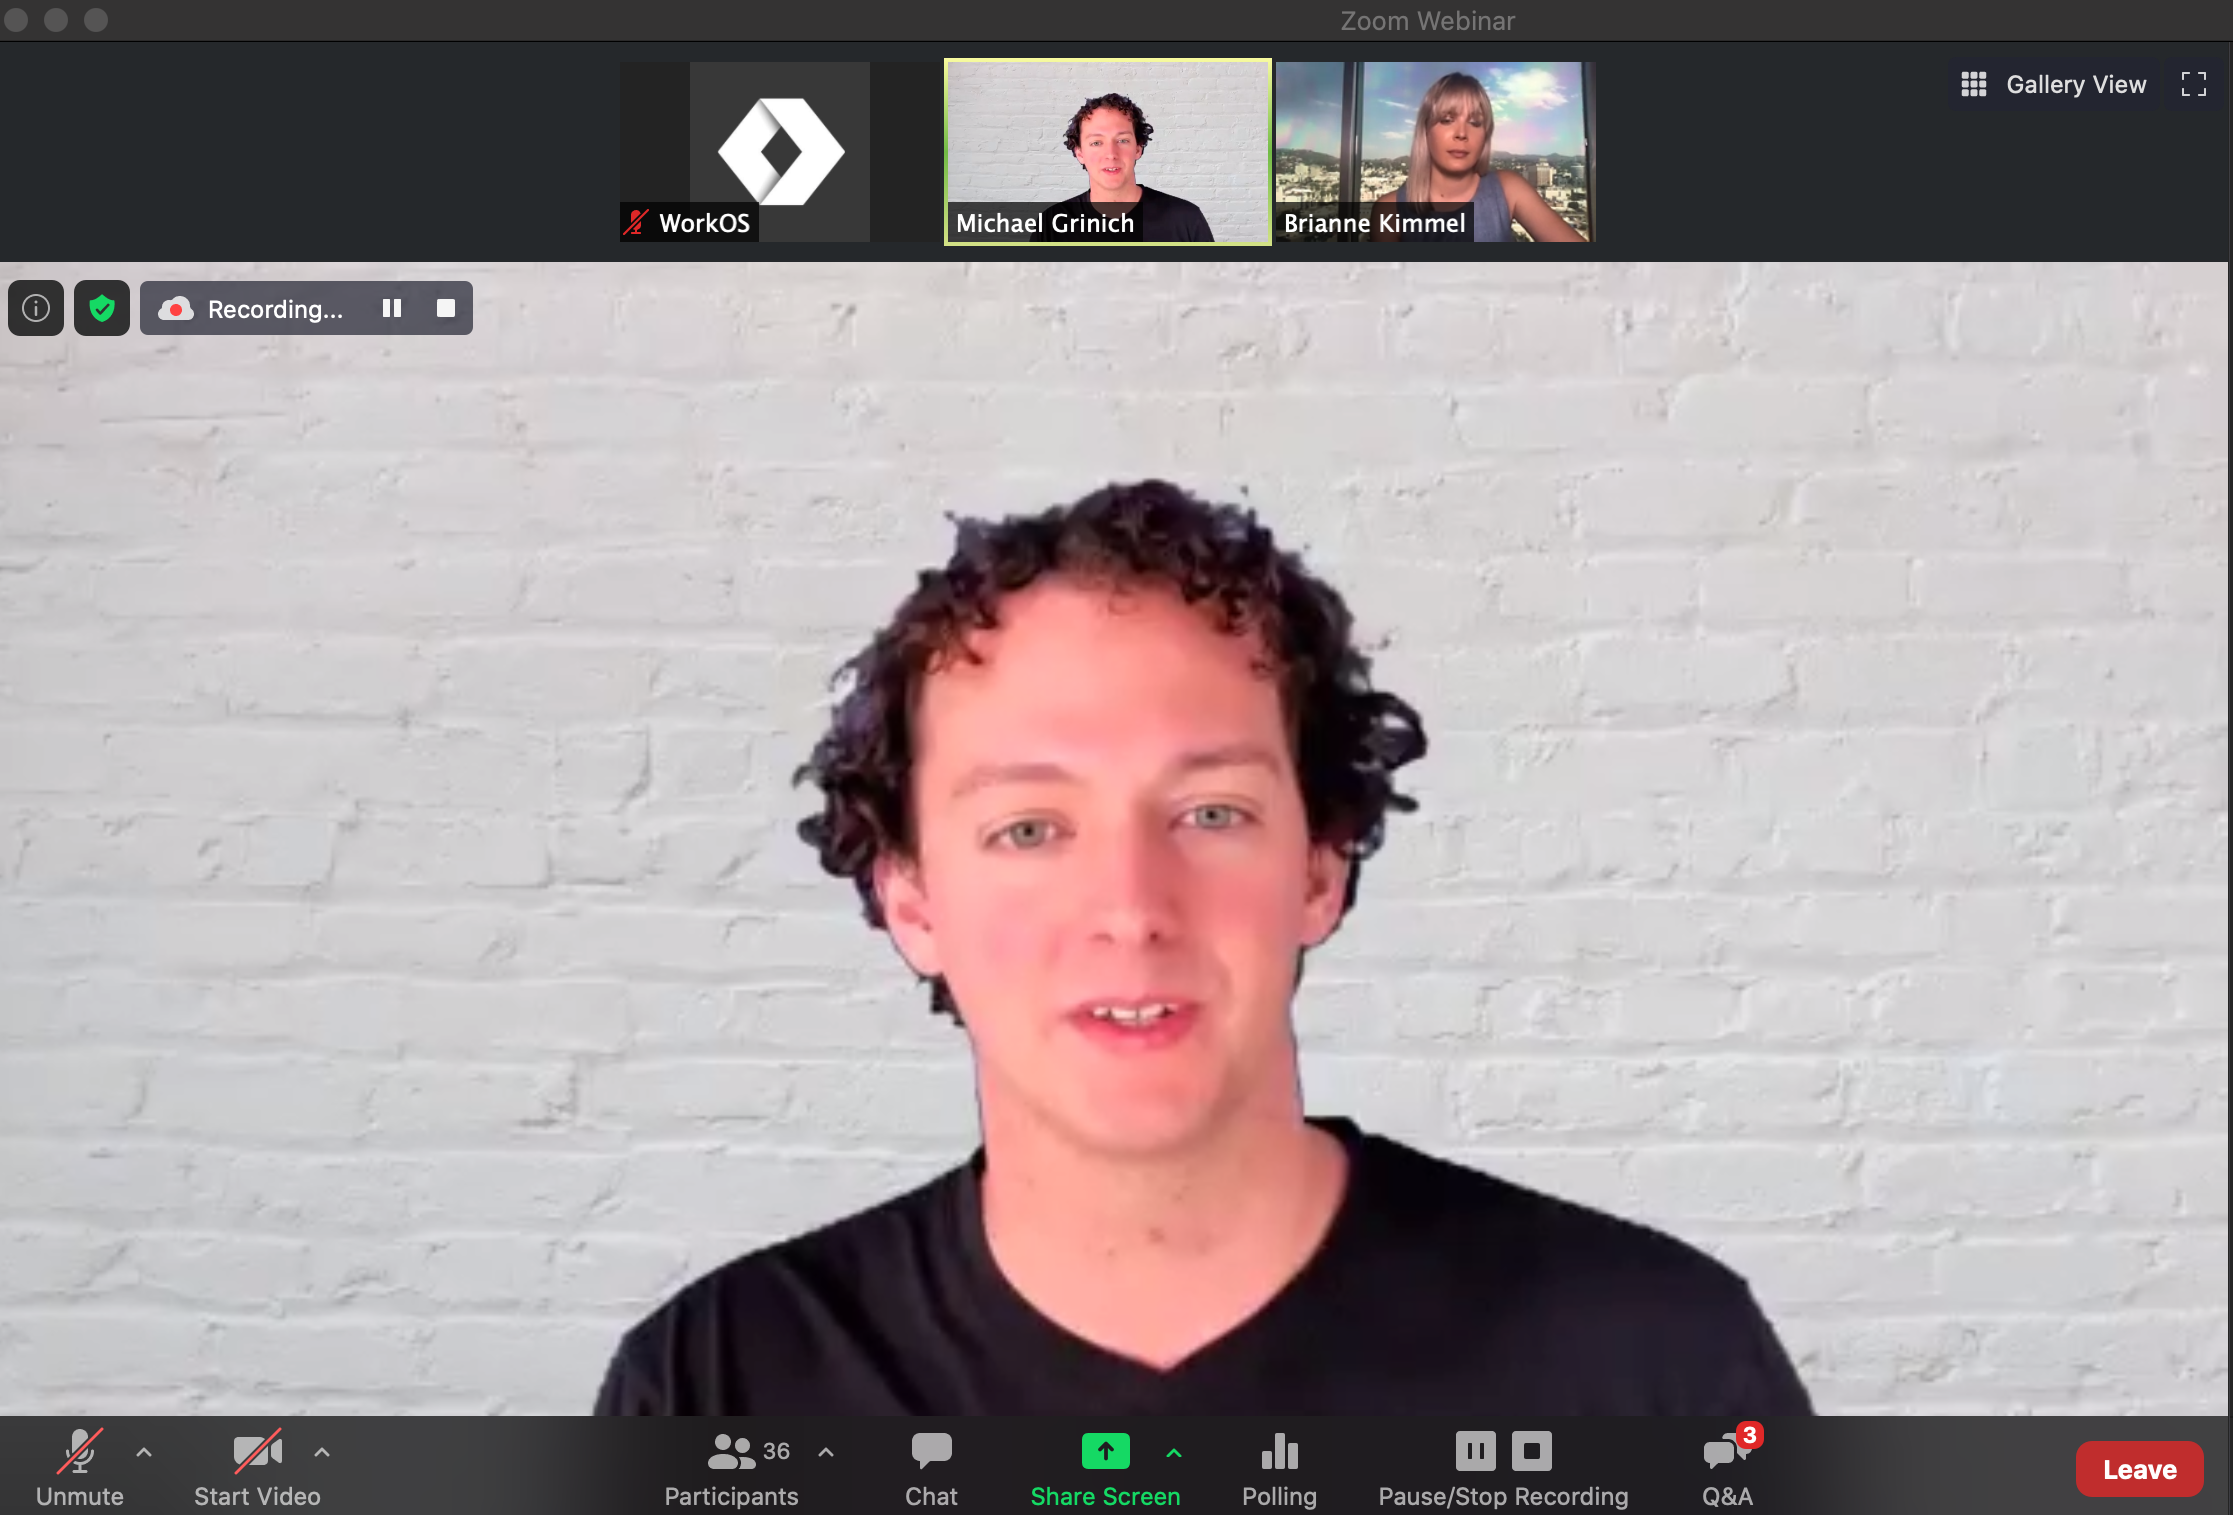 Zoom Webinar
WorkOS
Michael Grinich
Brianne Kimmel
Gallery View
Recording...
Unmute
Start Video
36
Participants
Chat
Share Screen
Polling
Pause/Stop Recording
3
Q&A
Leave